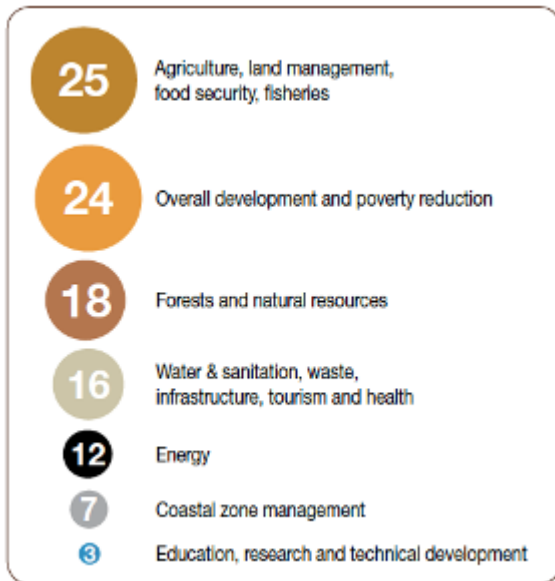 25
Agriculture, land management,
food security, fisheries
24
Overall development and poverty reduction
18
Forests and natural resources
16
Water & sanitation, waste,
infrastructure, tourism and health
12
Energy
7
Coastal zone management
3
Education, research and technical development